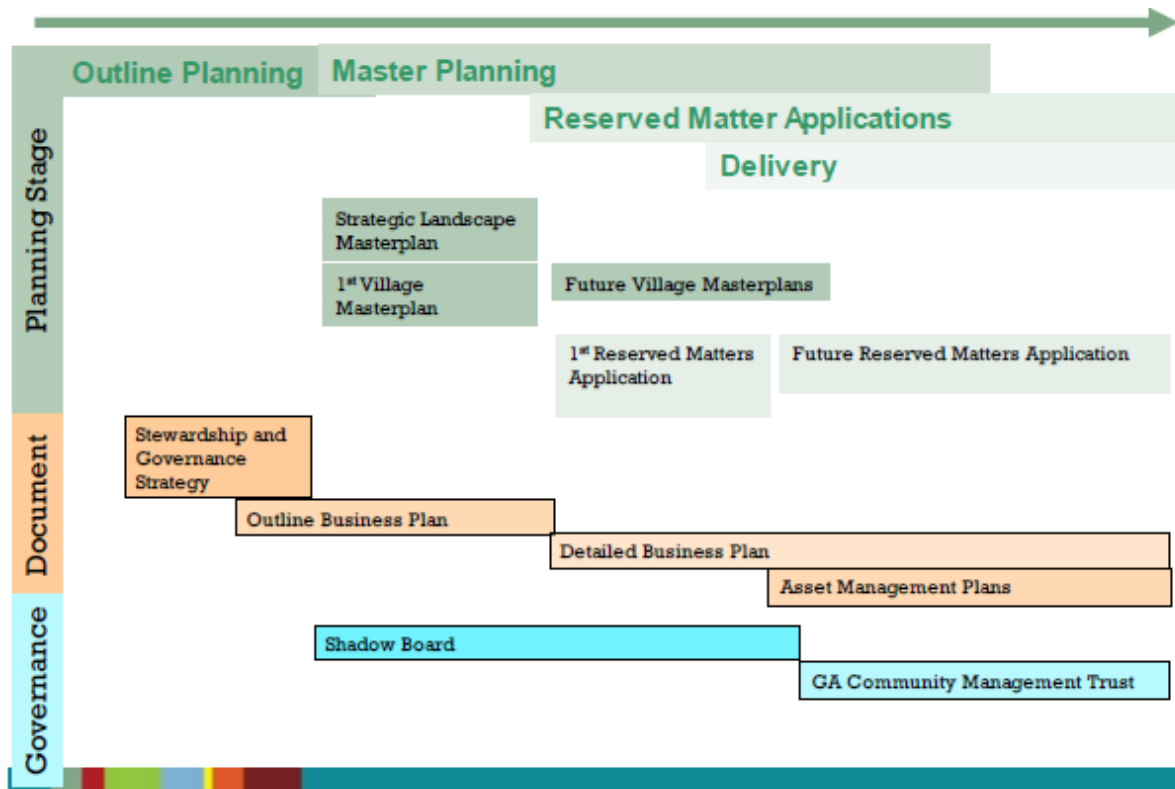 Outline Planning
Master Planning
Reserved Matter Applications
Delivery
Planning Stage
Strategic Landscape
Masterplan
1st Village
Masterplan
Future Village Masterplans
1st Reserved Matters
Application
Future Reserved Matters Application
Document
Stewardship and
Governance
Strategy
Outline Business Plan
Detailed Business Plan
Asset Management Plans
Governance
Shadow Board
GA Community Management Trust